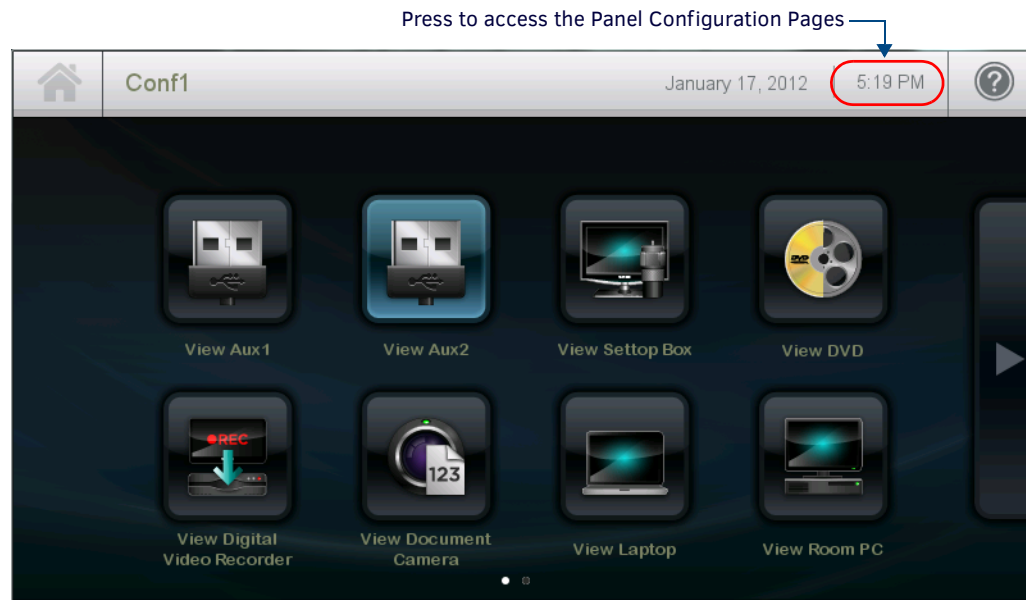 Press to access the Panel Configuration Pages
Conf1
January 17, 2012
5:19 PM
?
View Aux1
View Aux2
View Settop Box
DVD
View DVD
REC
123
View Digital
Video Recorder
View Document
Camera
View Laptop
View Room PC